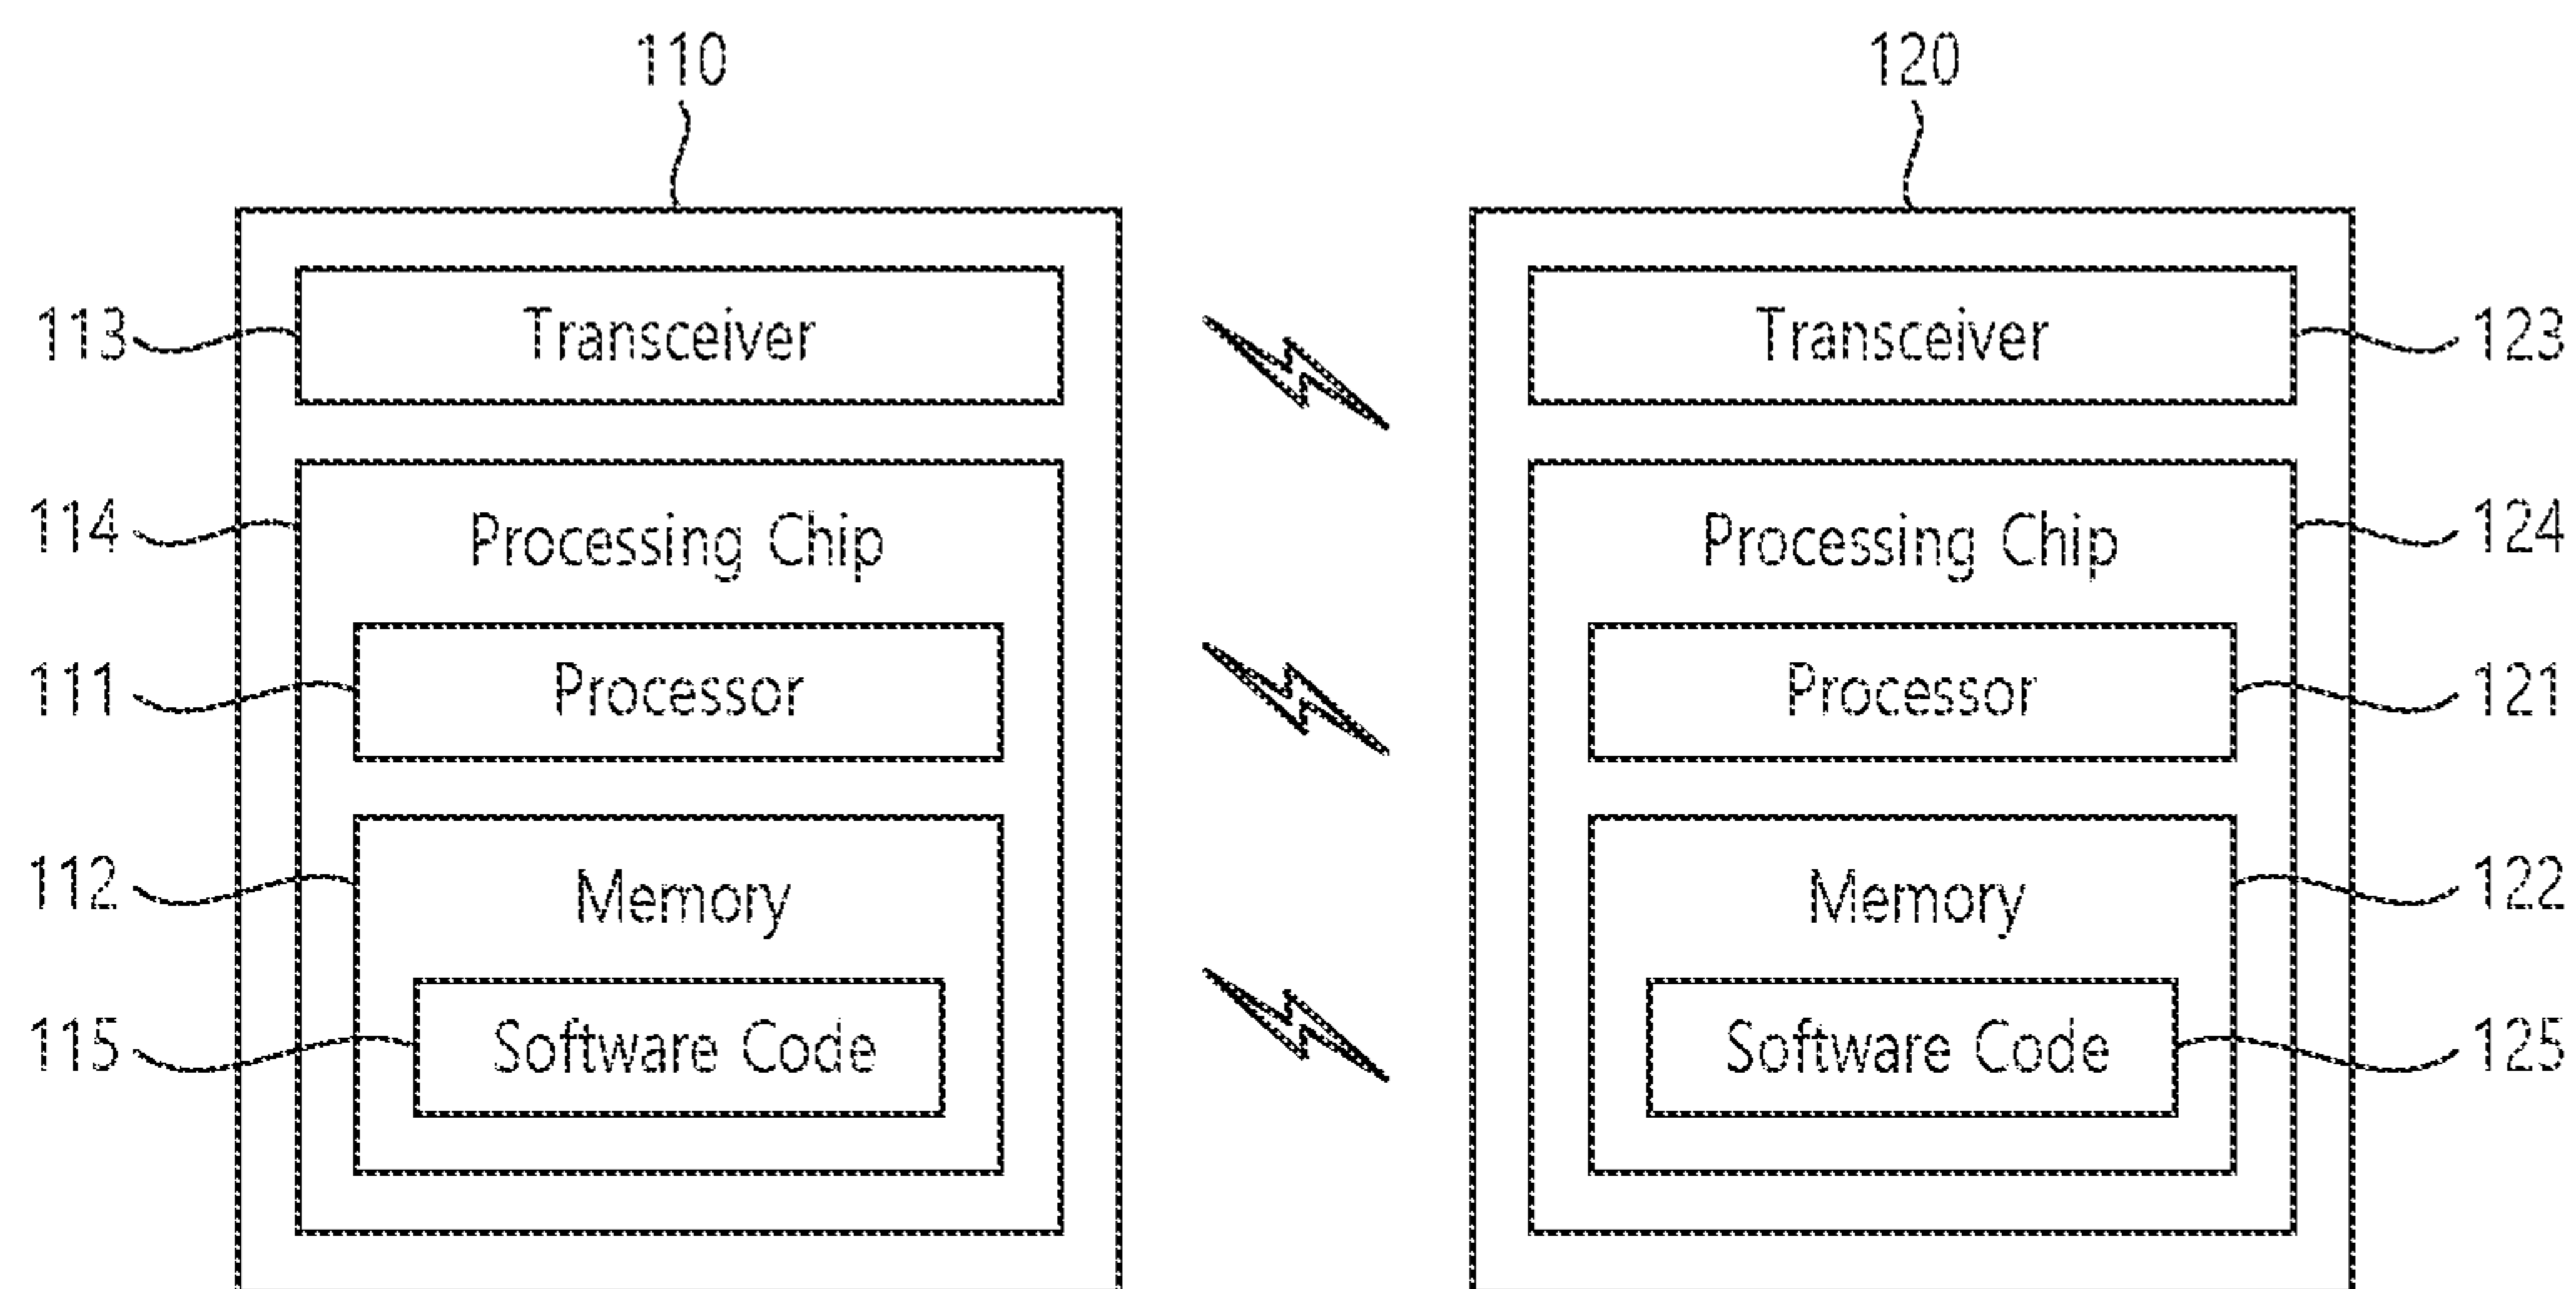 110 120
113 Transceiver Transceiver 123
114 Processing Chip Processing Chip 124
111 Processor Processor 121
112 Memory Memory 122
115 Software Code Software Code 125